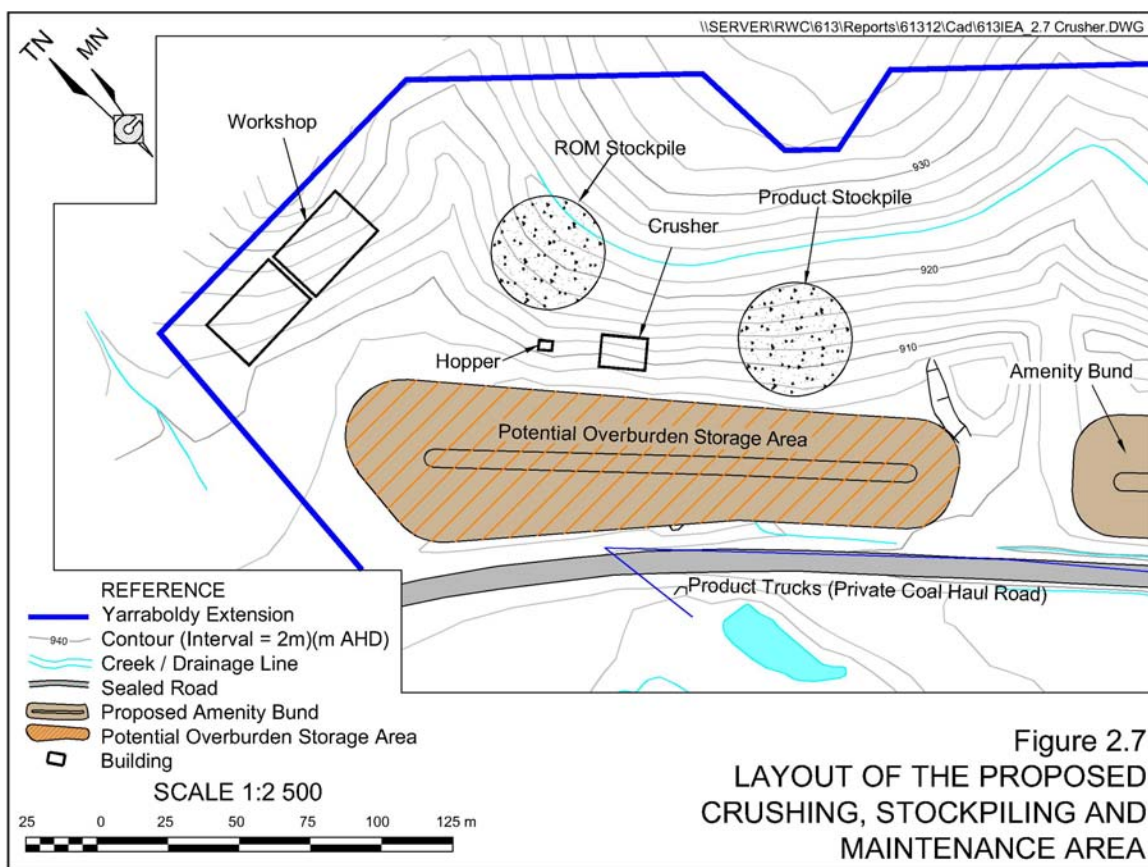 \\SERVER\RWC\613\Reports\61312\Cad\613IEA_2.7 Crusher.DWG
TN
MN
Workshop
ROM Stockpile
930
Product Stockpile
Crusher
920
Hopper
910
Amenity Bund
Potential Overburden Storage Area
Product Trucks (Private Coal Haul Road)
REFERENCE
Yarraboldy Extension
940 Contour (Interval = 2m)(m AHD)
Creek / Drainage Line
Sealed Road
Proposed Amenity Bund
Potential Overburden Storage Area
Building
SCALE 1:2 500
25 0 25 50 75 100 125 m
Figure 2.7
LAYOUT OF THE PROPOSED
CRUSHING, STOCKPILING AND
MAINTENANCE AREA